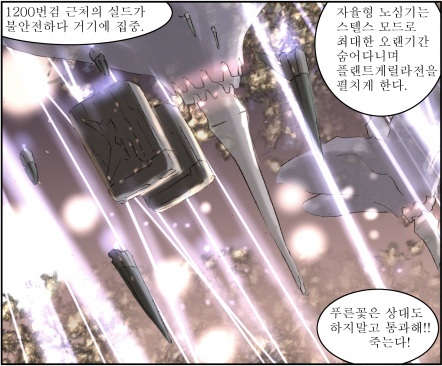 1200번검 근처의 실드가
불안전하다 거기에 집중.
자율형 노심기는
스텔스 모드로
최대한 오랜기간
숨어다니며
플랜트게릴라전을
펼치게 한다.
푸른꽃은 상대도
하지말고 통과해!!
죽는다!